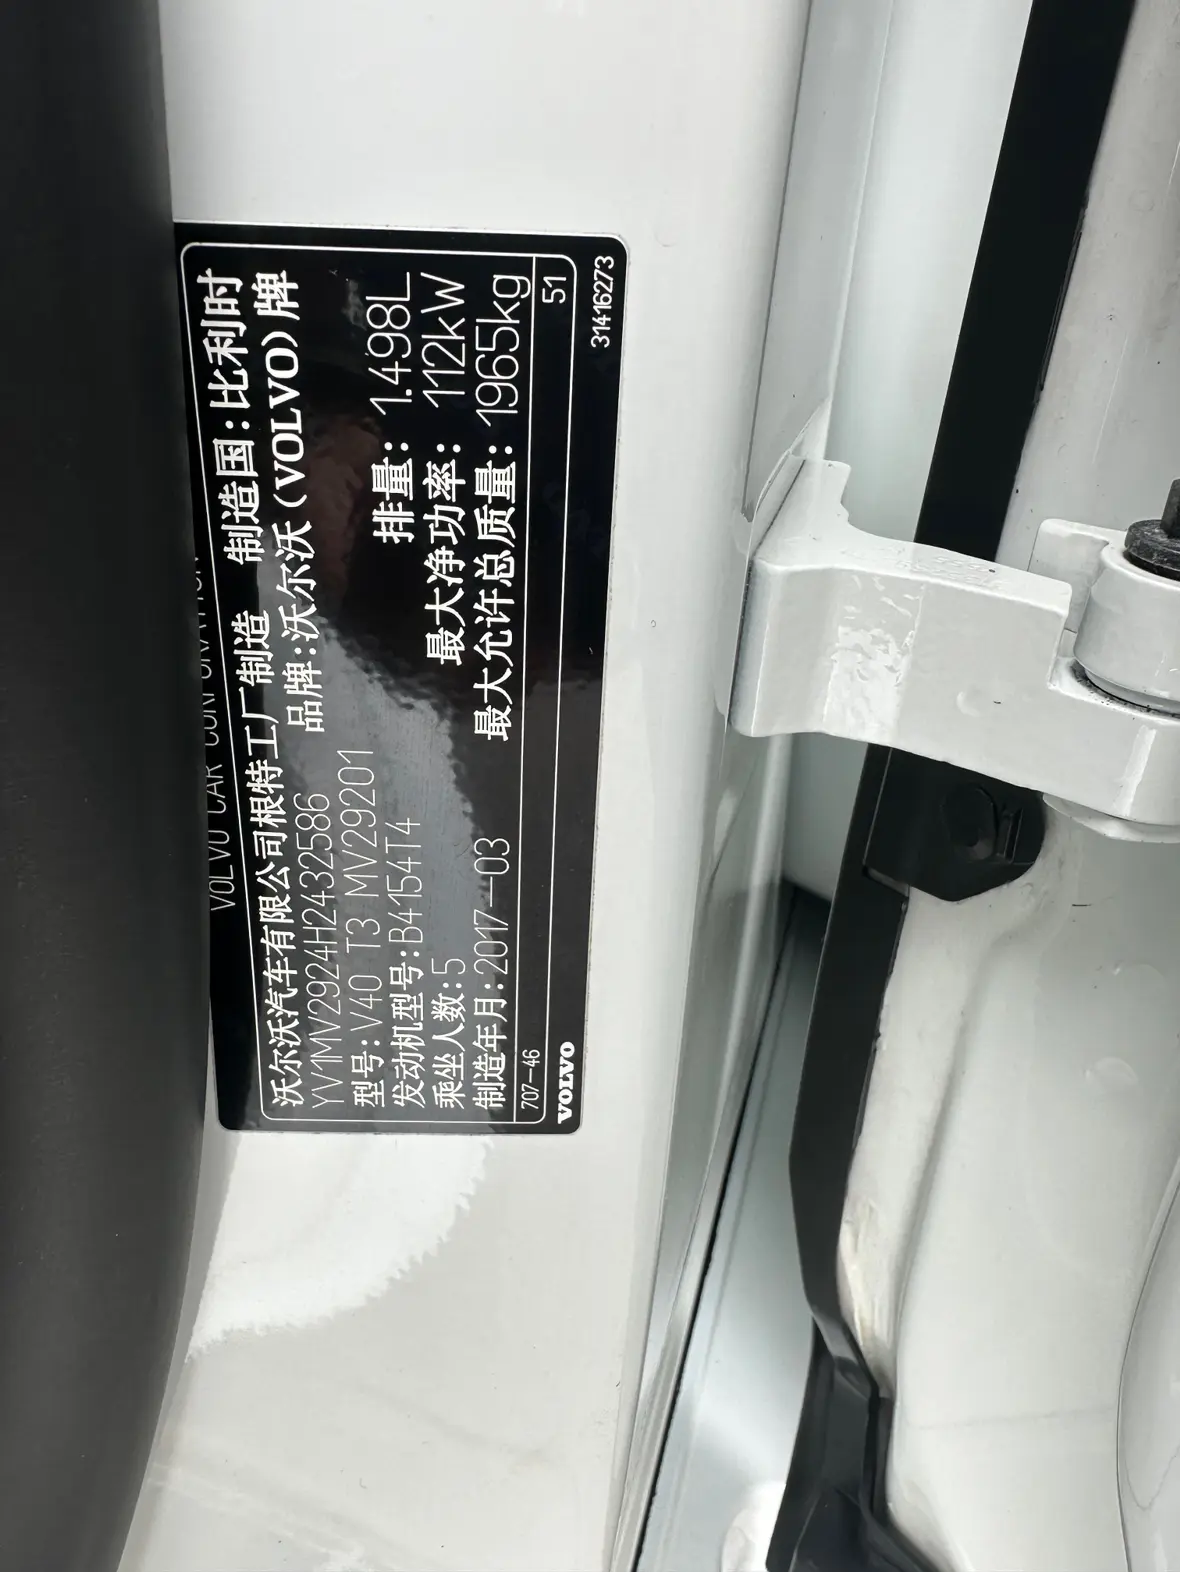 VOLVO CAR CORPORATION
沃尔沃汽车有限公司根特工厂制造 制造国:比利时
YV1MV2924H2432586 品牌:沃尔沃(VOLVO)牌
型号:V40 T3 MV29201
发动机型号:B4154T4 排量:1.498L
乘坐人数:5 最大净功率:112kW
制造年月:2017-03 最大允许总质量:1965kg
707-46 51
VOLVO 31416273